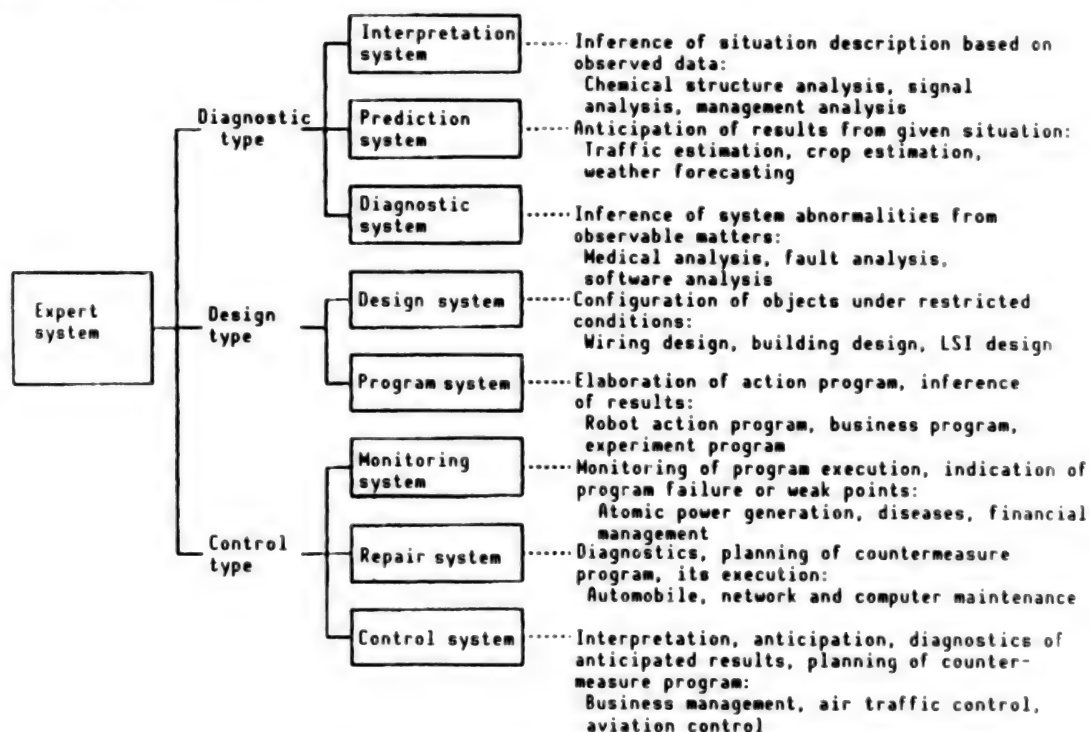 Expert
system
Diagnostic
type
Interpretation
system
Inference of situation description based on
observed data:
Chemical structure analysis, signal
analysis, management analysis
Prediction
system
Anticipation of results from given situation:
Traffic estimation, crop estimation,
weather forecasting
Diagnostic
system
Inference of system abnormalities from
observable matters:
Medical analysis, fault analysis,
software analysis
Design
type
Design system
Configuration of objects under restricted
conditions:
Wiring design, building design, LSI design
Program system
Elaboration of action program, inference
of results:
Robot action program, business program,
experiment program
Control
type
Monitoring
system
Monitoring of program execution, indication of
program failure or weak points:
Atomic power generation, diseases, financial
management
Repair system
Diagnostics, planning of countermeasure
program, its execution:
Automobile, network and computer maintenance
Control system
Interpretation, anticipation, diagnostics of
anticipated results, planning of counter-
measure program:
Business management, air traffic control,
aviation control